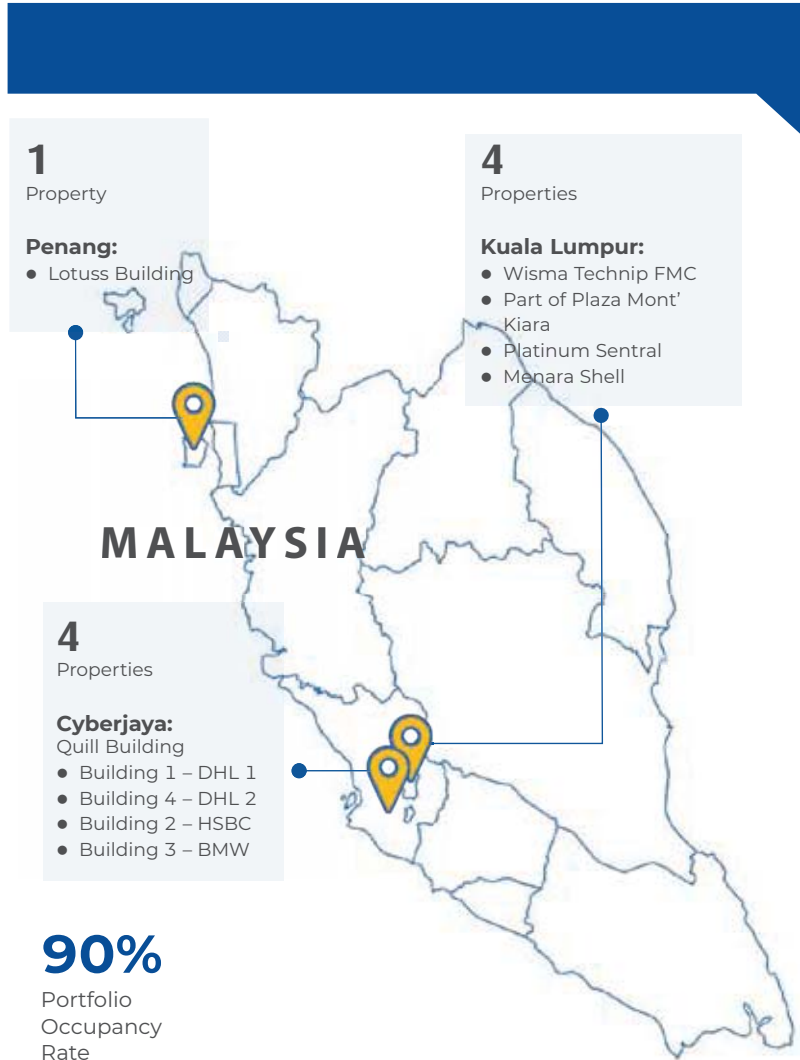 1
Property
Penang:
● Lotuss Building
4
Properties
Kuala Lumpur:
● Wisma Technip FMC
● Part of Plaza Mont'
Kiara
● Platinum Sentral
● Menara Shell
MALAYSIA
4
Properties
Cyberjaya:
Quill Building
● Building 1 – DHL 1
● Building 4 – DHL 2
● Building 2 – HSBC
● Building 3 – BMW
90%
Portfolio
Occupancy
Rate